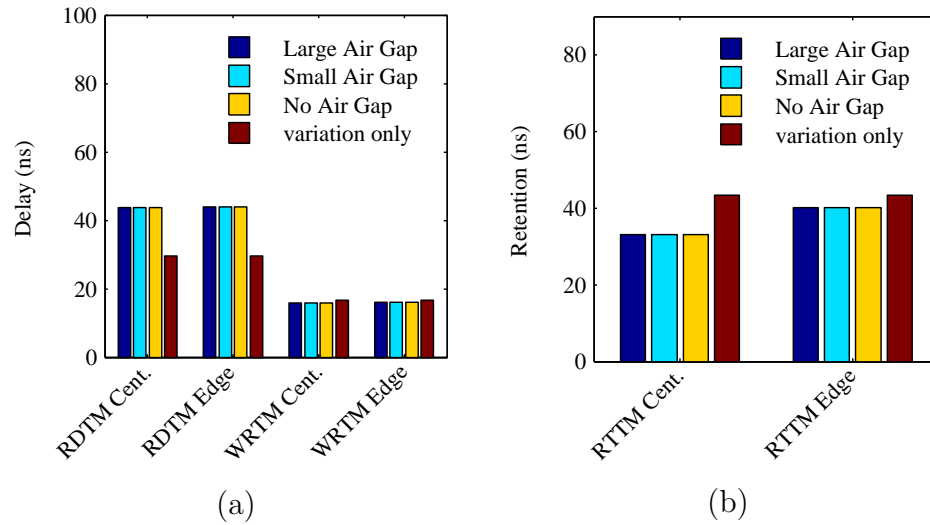 100
80
60
40
20
0
Delay (ns)
Large Air Gap
Small Air Gap
No Air Gap
variation only
RDTM Cent.
RDTM Edge
WRTM Cent.
WRTM Edge
(a)
80
60
40
20
0
Retention (ns)
Large Air Gap
Small Air Gap
No Air Gap
variation only
RTTM Cent.
RTTM Edge
(b)